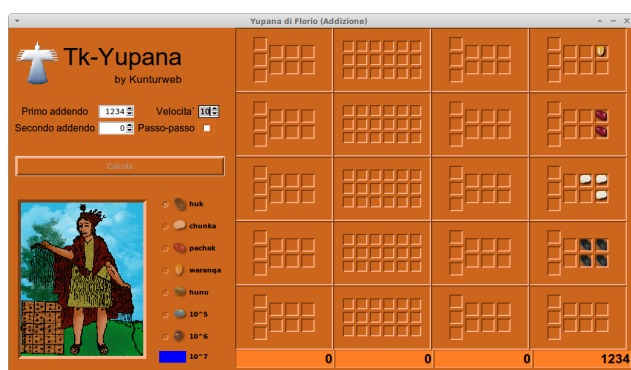 Yupana di Florio (Addizione)
Tk-Yupana
by Kunturweb
Primo addendo 1234 Velocita` 10
Secondo addendo 0 Passo-passo
Calcola
huk
chunka
pachak
waranqa
hunu
10^5
10^6
10^7
0 0 0 1234